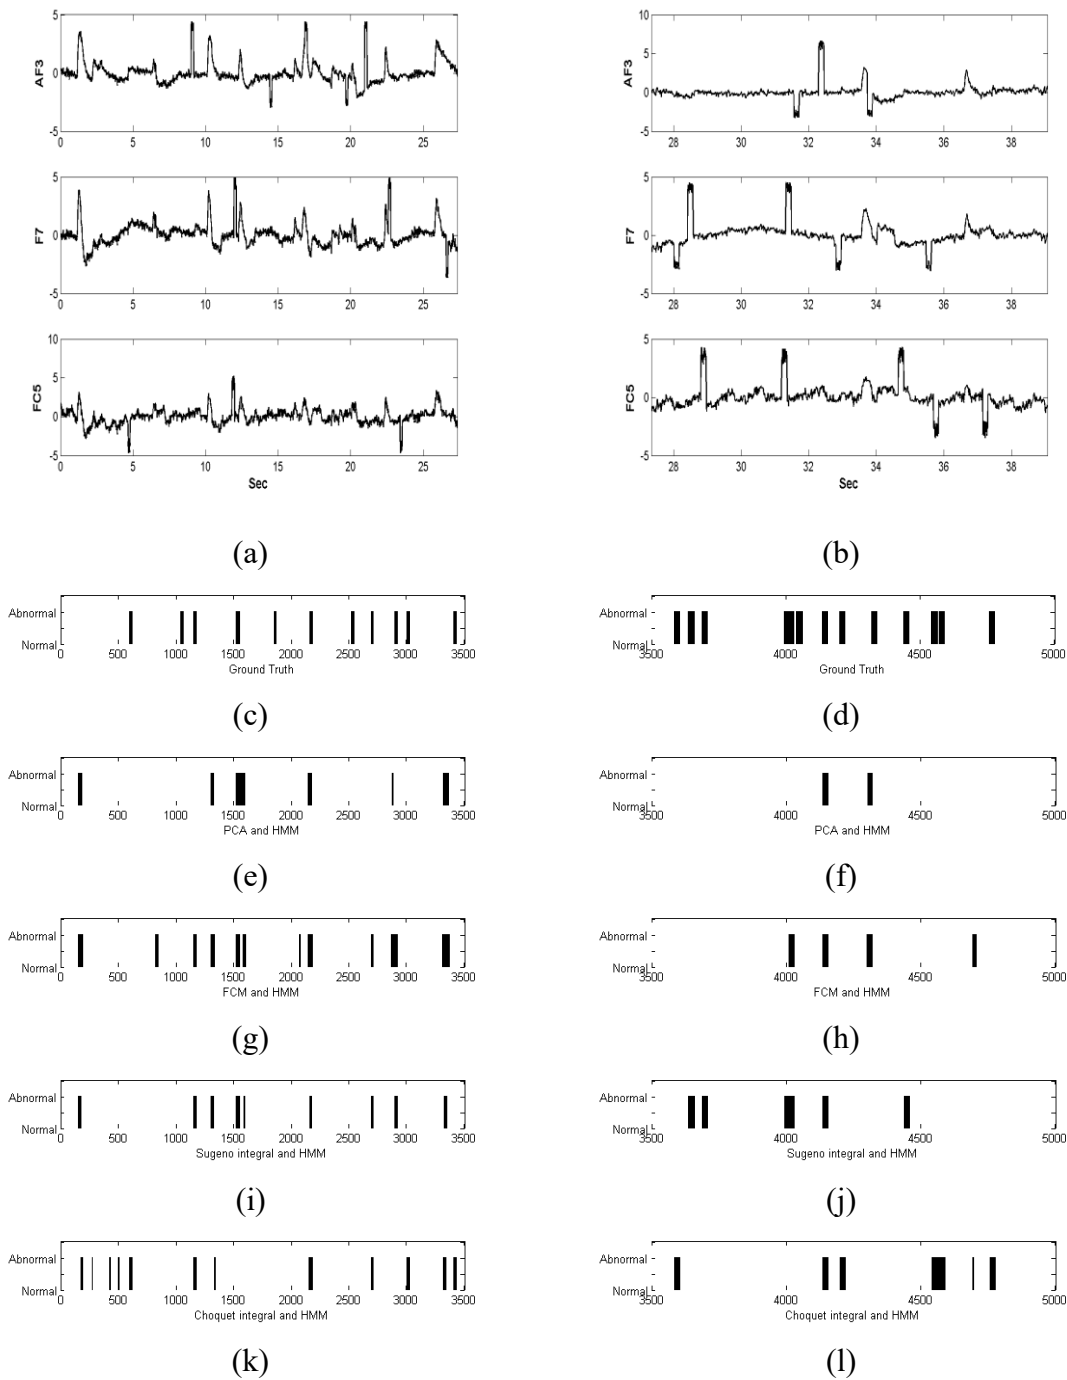 5
0
-5
AF3
0 5 10 15 20 25
10
5
0
-5
AF3
28 30 32 34 36 38
5
0
-5
F7
0 5 10 15 20 25
5
0
-5
F7
28 30 32 34 36 38
10
5
0
-5
FC5
0 5 10 15 20 25
Sec
5
0
-5
FC5
28 30 32 34 36 38
Sec
(a)
(b)
Abnormal
Normal
0 500 1000 1500 2000 2500 3000 3500
Ground Truth
Abnormal
Normal
3500 4000 4500 5000
Ground Truth
(c)
(d)
Abnormal
Normal
0 500 1000 1500 2000 2500 3000 3500
PCA and HMM
Abnormal
Normal
3500 4000 4500 5000
PCA and HMM
(e)
(f)
Abnormal
Normal
0 500 1000 1500 2000 2500 3000 3500
FCM and HMM
Abnormal
Normal
3500 4000 4500 5000
FCM and HMM
(g)
(h)
Abnormal
Normal
0 500 1000 1500 2000 2500 3000 3500
Sugeno integral and HMM
Abnormal
Normal
3500 4000 4500 5000
Sugeno integral and HMM
(i)
(j)
Abnormal
Normal
0 500 1000 1500 2000 2500 3000 3500
Choquet integral and HMM
Abnormal
Normal
3500 4000 4500 5000
Choquet integral and HMM
(k)
(l)